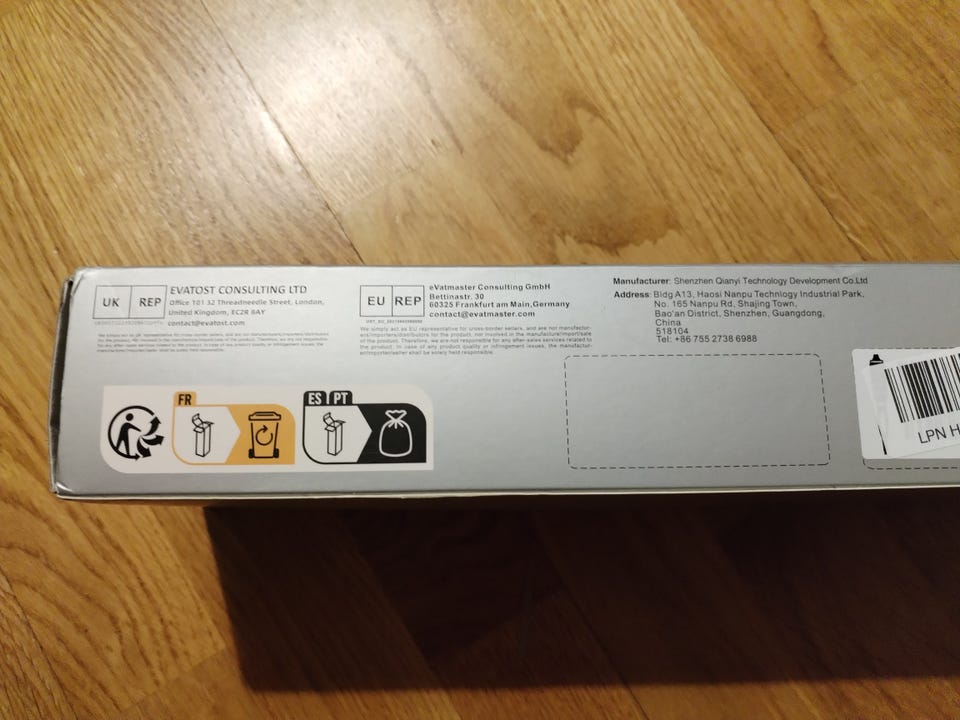 UK REP
EVATOST CONSULTING LTD
Office 101 32 Threadneedle Street, London,
United Kingdom, EC2R 8AY
contact@evatost.com
EU REP
eVatmaster Consulting GmbH
Bettinastr. 30
60325 Frankfurt am Main,Germany
contact@evatmaster.com
We simply act as EU representative for cross-border sellers, and are not manufactur-
ers/importers/distributors for the product, nor involved in the manufacture/import/sale
of the product. Therefore, we are not responsible for any after-sales services related to
the product. In case of any product quality or infringement issues, the manufactur-
er/importer/seller shall be solely held responsible.
Manufacturer: Shenzhen Qianyi Technology Development Co.Ltd
Address: Bldg A13, Haosi Nanpu Technlogy Industrial Park,
No. 165 Nanpu Rd, Shajing Town,
Bao'an District, Shenzhen, Guangdong,
China
518104
Tel: +86 755 2738 6988
FR
ES PT
LPN H